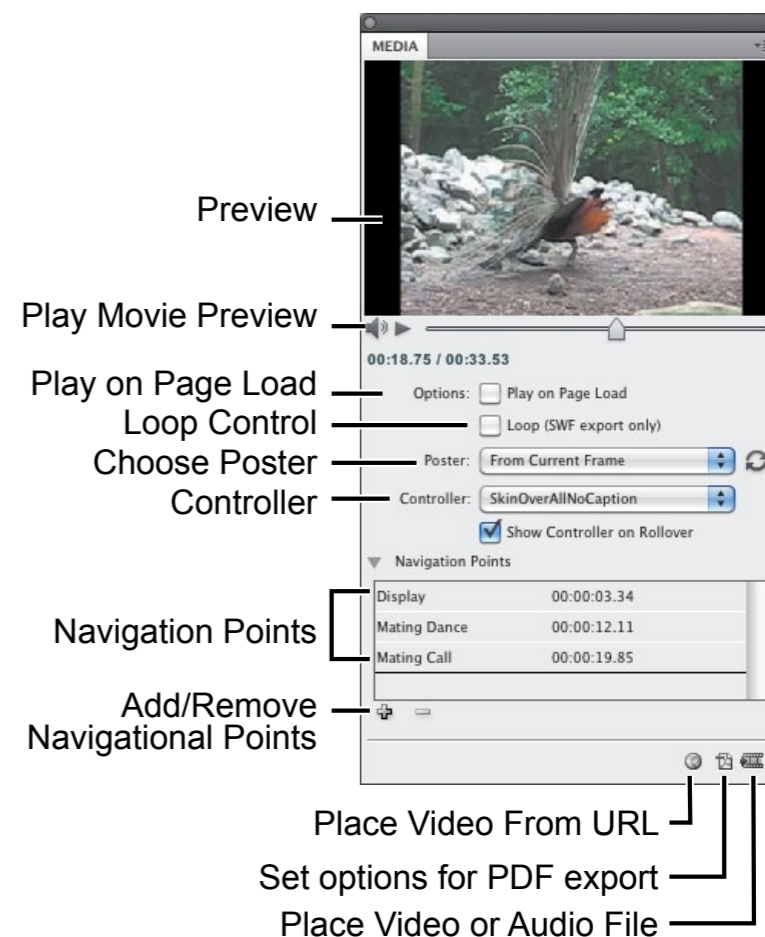 MEDIA
Preview
Play Movie Preview
00:18.75 / 00:33.53
Play on Page Load
Options: Play on Page Load
Loop Control
Loop (SWF export only)
Choose Poster
Poster: From Current Frame
Controller
Controller: SkinOverAllNoCaption
Show Controller on Rollover
Navigation Points
Navigation Points
Display 00:00:03.34
Mating Dance 00:00:12.11
Mating Call 00:00:19.85
Add/Remove
Navigational Points
Place Video From URL
Set options for PDF export
Place Video or Audio File